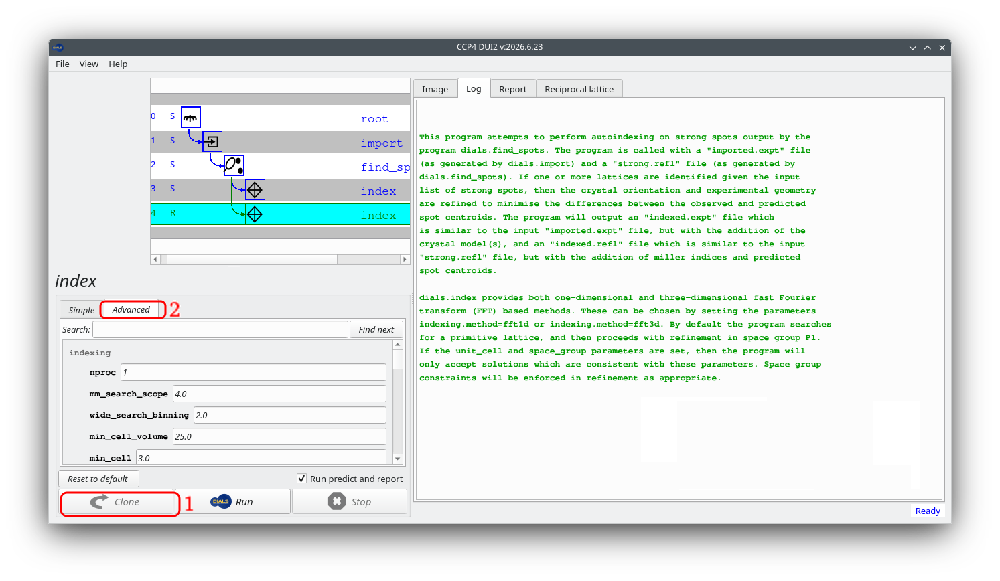 CCP4 DUI2 v:2026.6.23
File View Help
0 S root
1 S import
2 S find_sp
3 S index
4 R index
index
Simple Advanced 2
Search: Find next
indexing
nproc 1
mm_search_scope 4.0
wide_search_binning 2.0
min_cell_volume 25.0
min_cell 3.0
Reset to default Run predict and report
Clone 1 DIALS Run Stop
Image Log Report Reciprocal lattice
This program attempts to perform autoindexing on strong spots output by the
program dials.find_spots. The program is called with a "imported.expt" file
(as generated by dials.import) and a "strong.refl" file (as generated by
dials.find_spots). If one or more lattices are identified given the input
list of strong spots, then the crystal orientation and experimental geometry
are refined to minimise the differences between the observed and predicted
spot centroids. The program will output an "indexed.expt" file which
is similar to the input "imported.expt" file, but with the addition of the
crystal model(s), and an "indexed.refl" file which is similar to the input
"strong.refl" file, but with the addition of miller indices and predicted
spot centroids.
dials.index provides both one-dimensional and three-dimensional fast Fourier
transform (FFT) based methods. These can be chosen by setting the parameters
indexing.method=fft1d or indexing.method=fft3d. By default the program searches
for a primitive lattice, and then proceeds with refinement in space group P1.
If the unit_cell and space_group parameters are set, then the program will
only accept solutions which are consistent with these parameters. Space group
constraints will be enforced in refinement as appropriate.
Ready